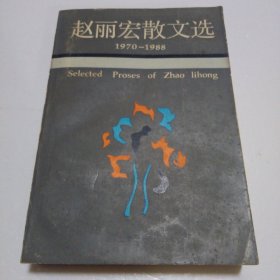 赵丽宏散文选
1970-1988
Selected Proses of Zhao lihong